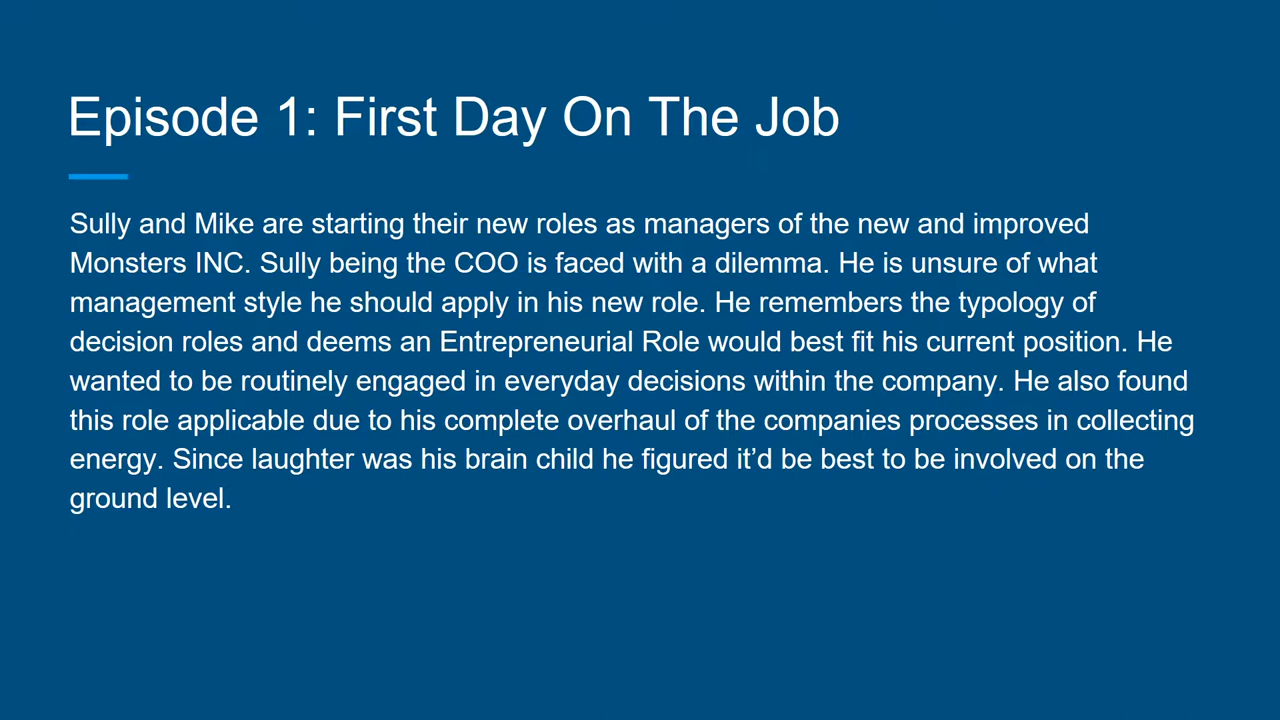 Episode 1: First Day On The Job
Sully and Mike are starting their new roles as managers of the new and improved
Monsters INC. Sully being the COO is faced with a dilemma. He is unsure of what
management style he should apply in his new role. He remembers the typology of
decision roles and deems an Entrepreneurial Role would best fit his current position. He
wanted to be routinely engaged in everyday decisions within the company. He also found
this role applicable due to his complete overhaul of the companies processes in collecting
energy. Since laughter was his brain child he figured it’d be best to be involved on the
ground level.